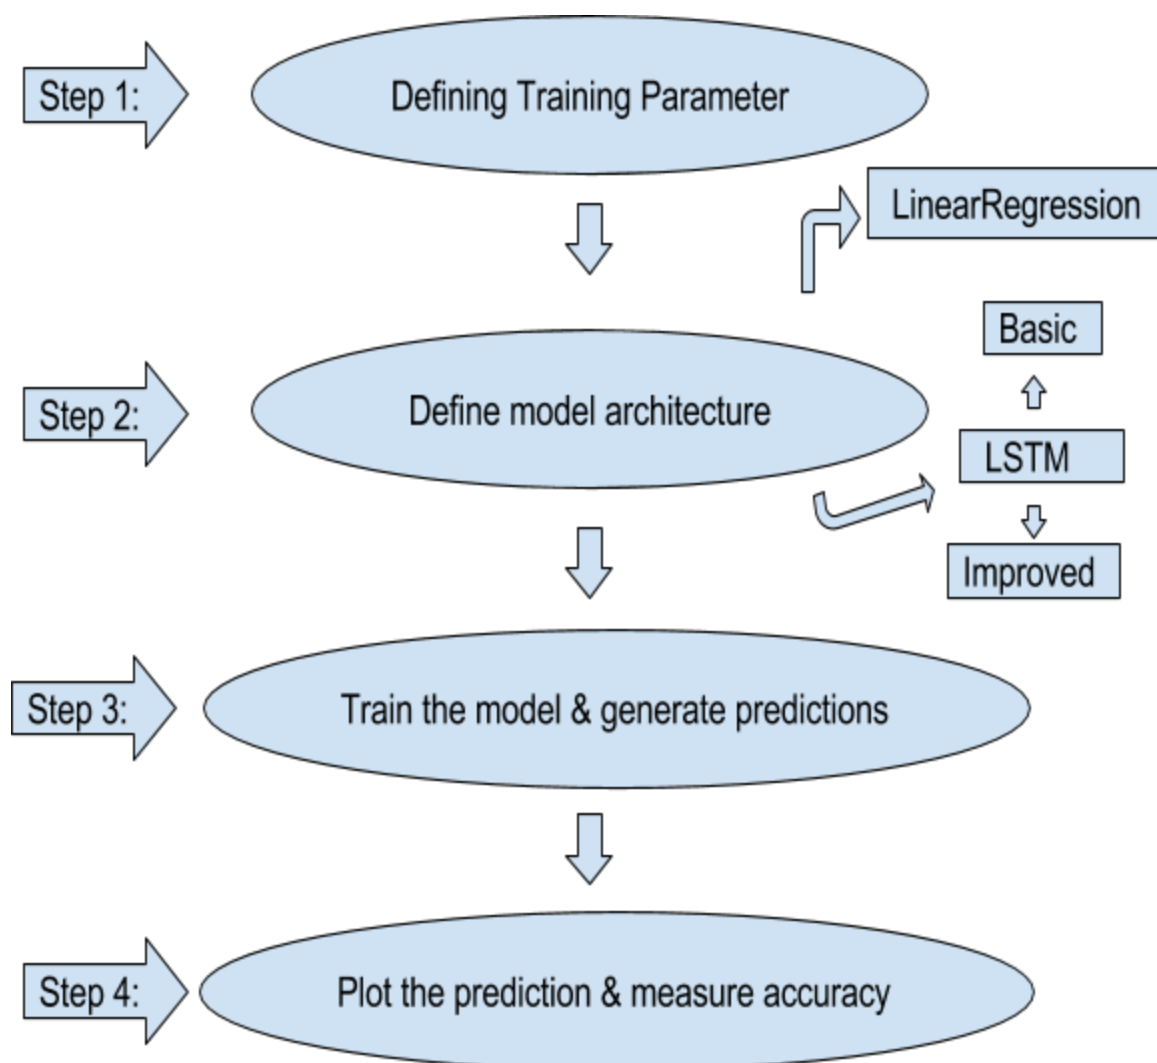 Step 1:
Defining Training Parameter
LinearRegression
Basic
Step 2:
Define model architecture
LSTM
Improved
Step 3:
Train the model & generate predictions
Step 4:
Plot the prediction & measure accuracy